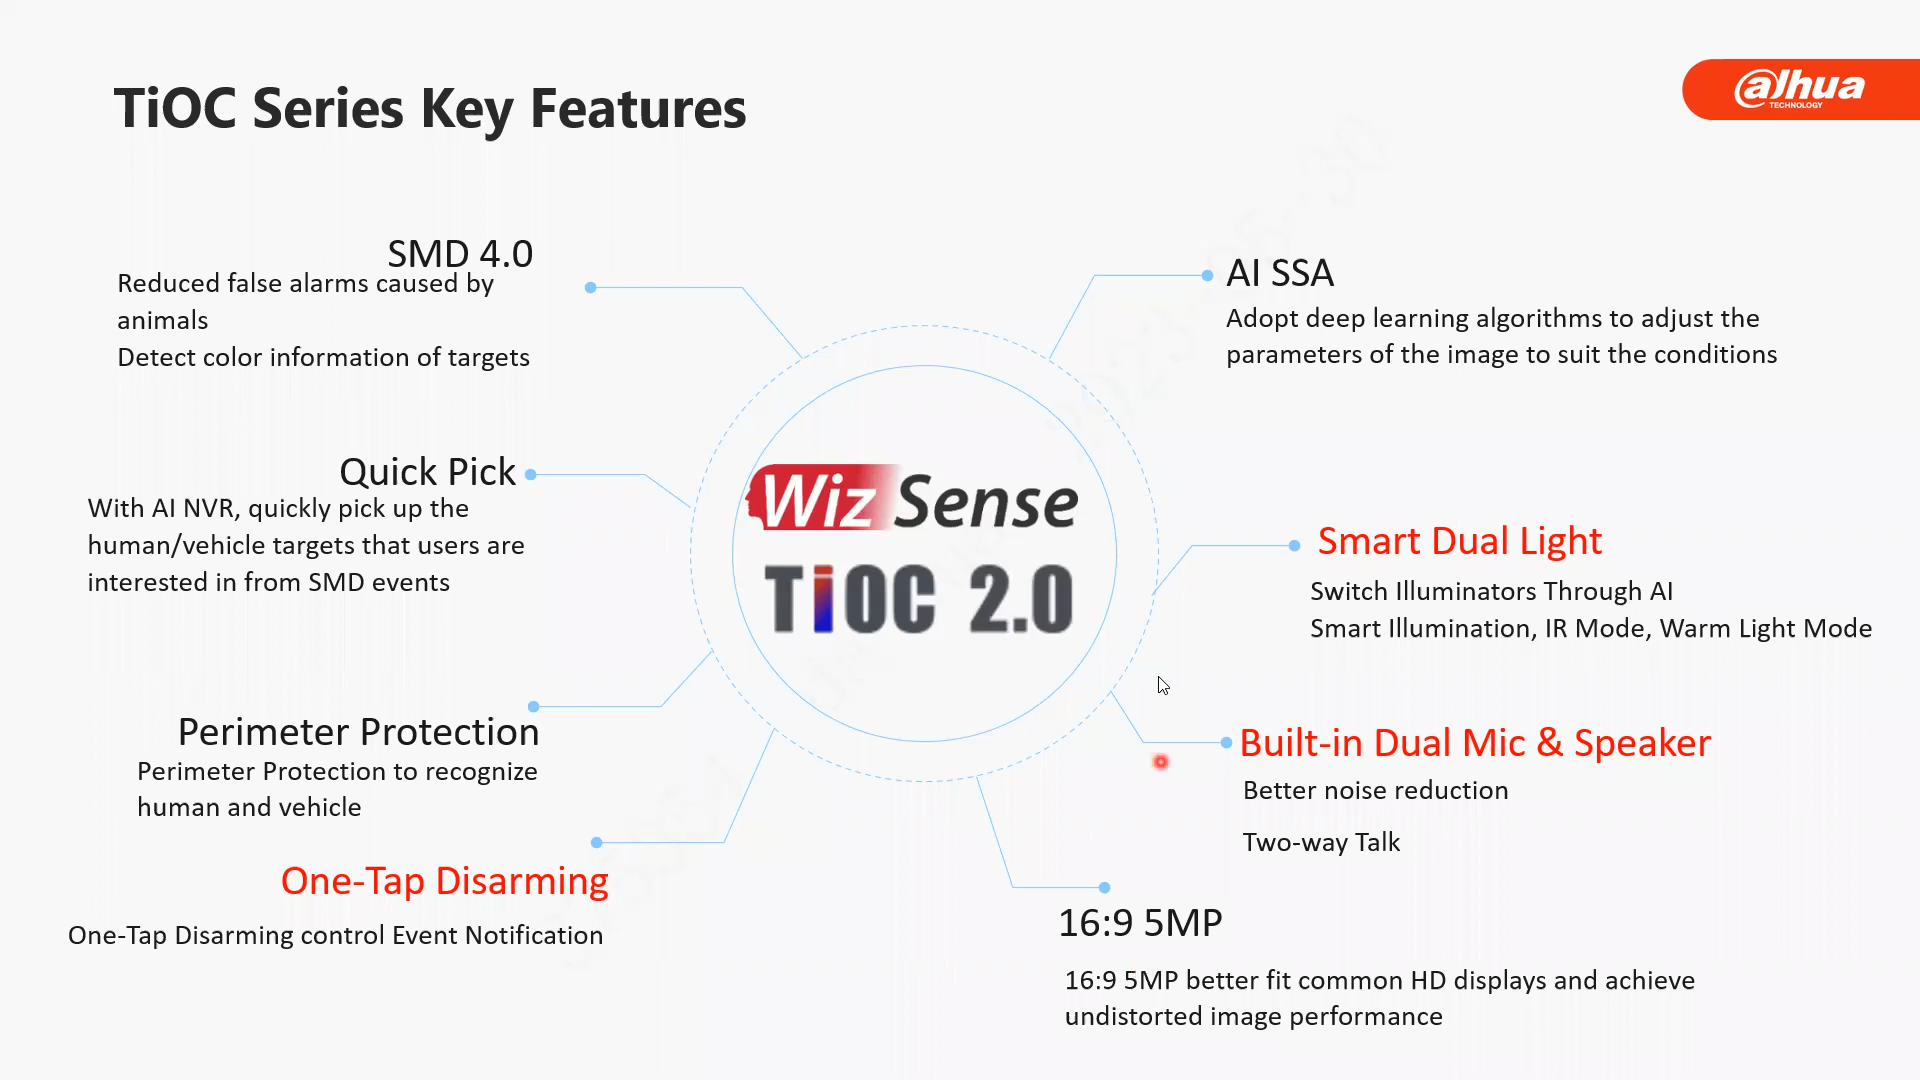 TiOC Series Key Features
alhua
TECHNOLOGY
SMD 4.0
Reduced false alarms caused by
animals
Detect color information of targets
Quick Pick
With AI NVR, quickly pick up the
human/vehicle targets that users are
interested in from SMD events
Perimeter Protection
Perimeter Protection to recognize
human and vehicle
One-Tap Disarming
One-Tap Disarming control Event Notification
Wiz Sense
TiOC 2.0
AI SSA
Adopt deep learning algorithms to adjust the
parameters of the image to suit the conditions
Smart Dual Light
Switch Illuminators Through AI
Smart Illumination, IR Mode, Warm Light Mode
Built-in Dual Mic & Speaker
Better noise reduction
Two-way Talk
16:9 5MP
16:9 5MP better fit common HD displays and achieve
undistorted image performance